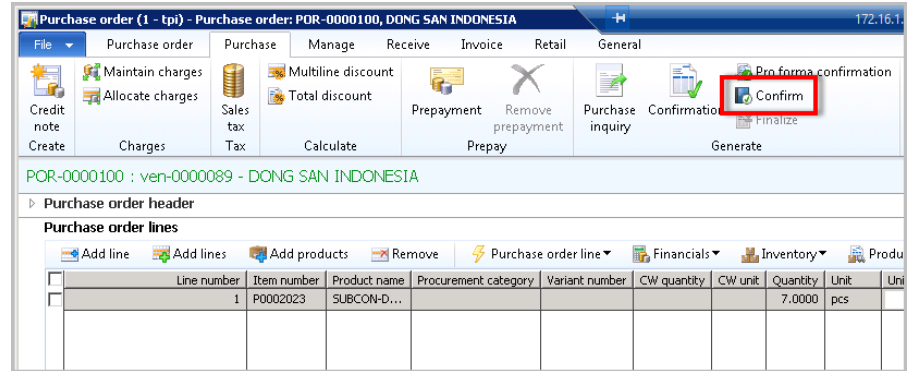 Purchase order (1 - tpi) - Purchase order: POR-0000100, DONG SAN INDONESIA
172.16.1.
File Purchase order Purchase Manage Receive Invoice Retail General
Maintain charges
Allocate charges
Credit note
Create
Charges
Sales tax
Tax
Multiline discount
Total discount
Calculate
Prepayment
Remove prepayment
Prepay
Purchase inquiry
Confirmation
Pro forma confirmation
Confirm
Finalize
Generate
POR-0000100 : ven-0000089 - DONG SAN INDONESIA
Purchase order header
Purchase order lines
Add line Add lines Add products Remove Purchase order line Financials Inventory Produ
Line number Item number Product name Procurement category Variant number CW quantity CW unit Quantity Unit Uni
1 P0002023 SUBCON-D... 7.0000 pcs